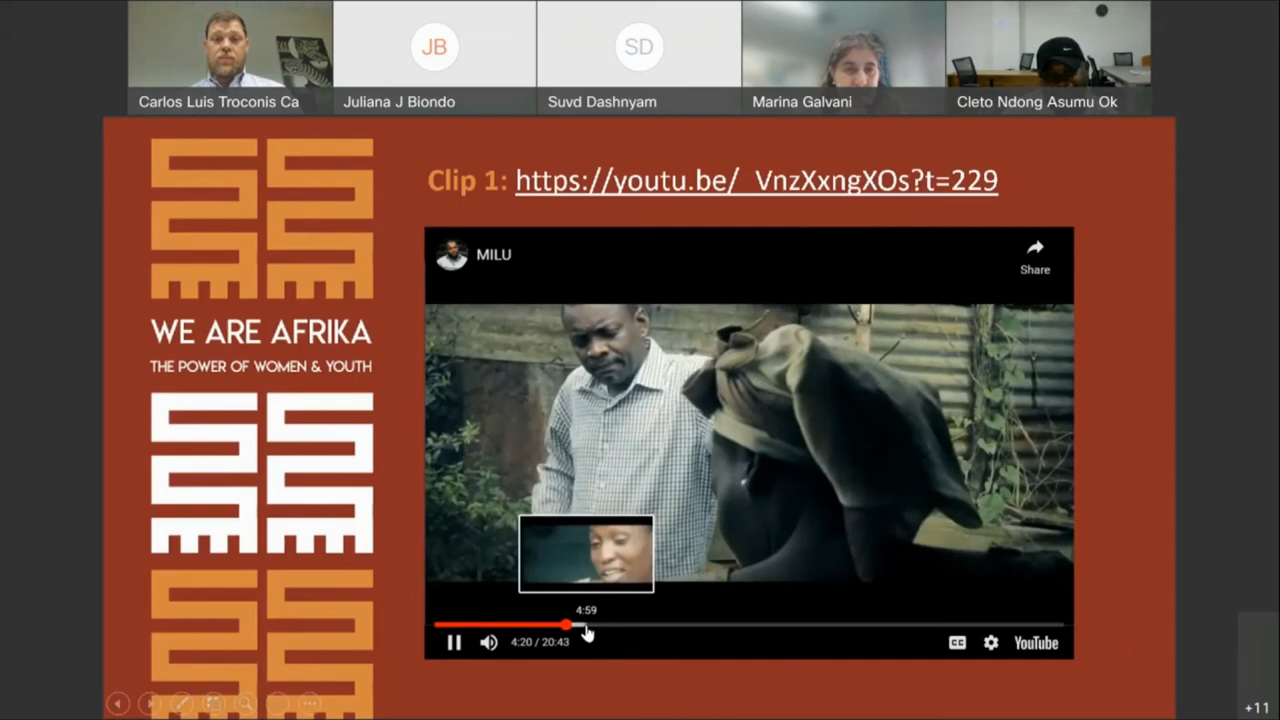 JB
SD
Carlos Luis Troconis Ca
Juliana J Biondo
Suvd Dashnyam
Marina Galvani
Cleto Ndong Asumu Ok
Clip 1: https://youtu.be/_VnzXxngXOs?t=229
MILU
Share
WE ARE AFRIKA
THE POWER OF WOMEN & YOUTH
4:59
4:20 / 20:43
CC
YouTube
+11